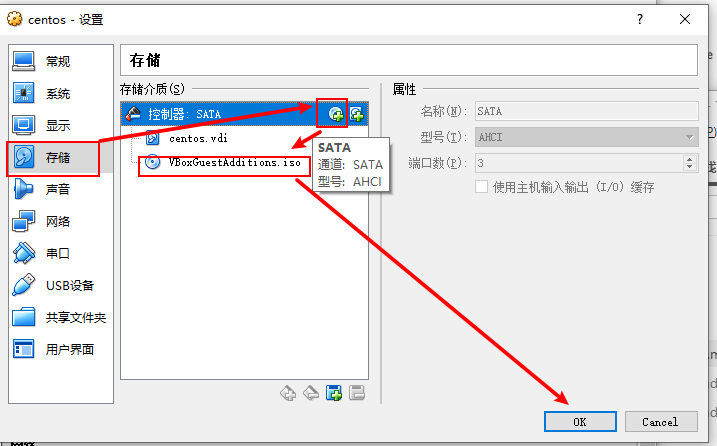 centos - 设置
?
常规
系统
显示
存储
声音
网络
串口
USB设备
共享文件夹
用户界面
存储
存储介质(S)
控制器: SATA
centos.vdi
VBoxGuestAdditions.iso
SATA
通道: SATA
型号: AHCI
属性
名称(N): SATA
型号(T): AHCI
端口数(P): 3
使用主机输入输出 (I/O) 缓存
OK
Cancel